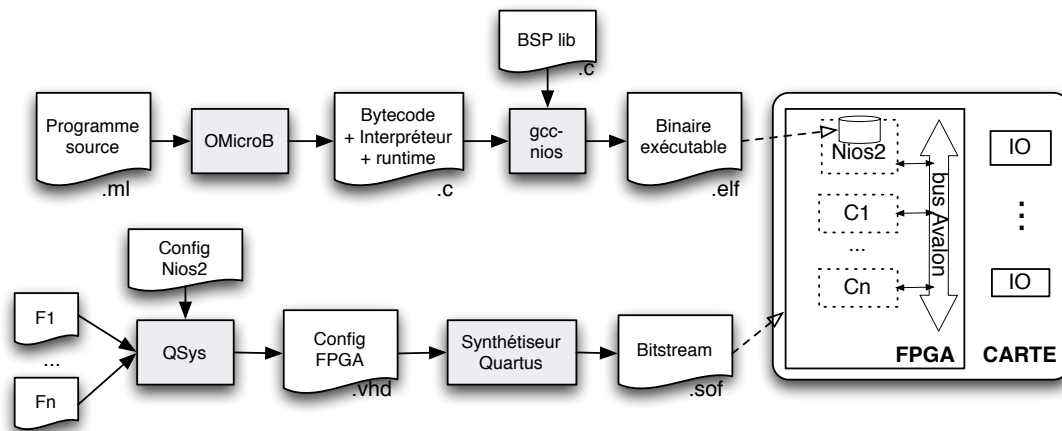 BSP lib
.c
Programme
source
.ml
OMicroB
Bytecode
+ Interpréteur
+ runtime
.c
gcc-
nios
Binaire
exécutable
.elf
Config
Nios2
F1
...
Fn
QSys
Config
FPGA
.vhd
Synthétiseur
Quartus
Bitstream
.sof
Nios2
C1
...
Cn
bus Avalon
FPGA
IO
IO
CARTE